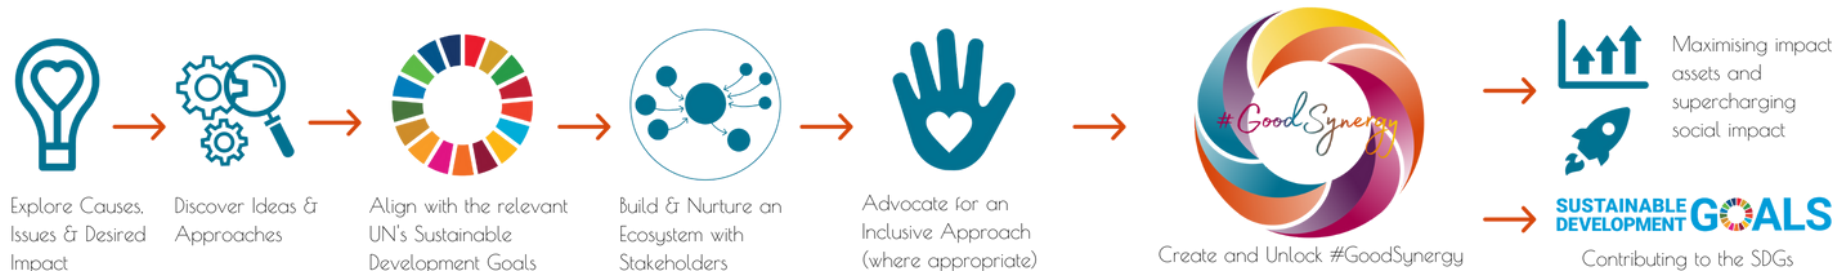 Explore Causes,
Issues & Desired
Impact
Discover Ideas &
Approaches
Align with the relevant
UN's Sustainable
Development Goals
Build & Nurture an
Ecosystem with
Stakeholders
Advocate for an
Inclusive Approach
(where appropriate)
#GoodSynergy
Create and Unlock #GoodSynergy
Maximising impact
assets and
supercharging
social impact
SUSTAINABLE
DEVELOPMENT GOALS
Contributing to the SDGs